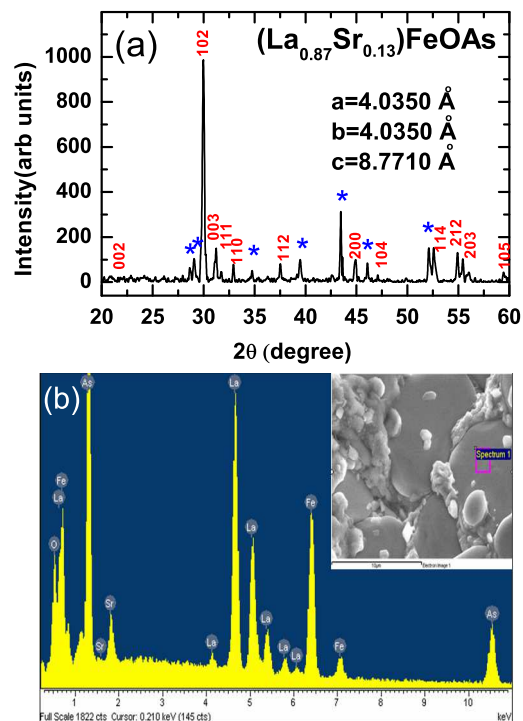 (a)
(La0.87Sr0.13)FeOAs
a=4.0350 Å
b=4.0350 Å
c=8.7710 Å
Intensity(arb units)
1000
800
600
400
200
0
002
*
*
102
003
111
110
*
112
*
*
200
*
104
*
114
212
203
105
20 25 30 35 40 45 50 55 60
2θ (degree)
(b)
O
La
Fe
As
Sr
Sr
La
La
La
La
La
La
Fe
Fe
As
Spectrum 1
10µm
Electron Image 1
1 2 3 4 5 6 7 8 9 10
Full Scale 1822 cts Cursor: 0.210 keV (145 cts)
keV